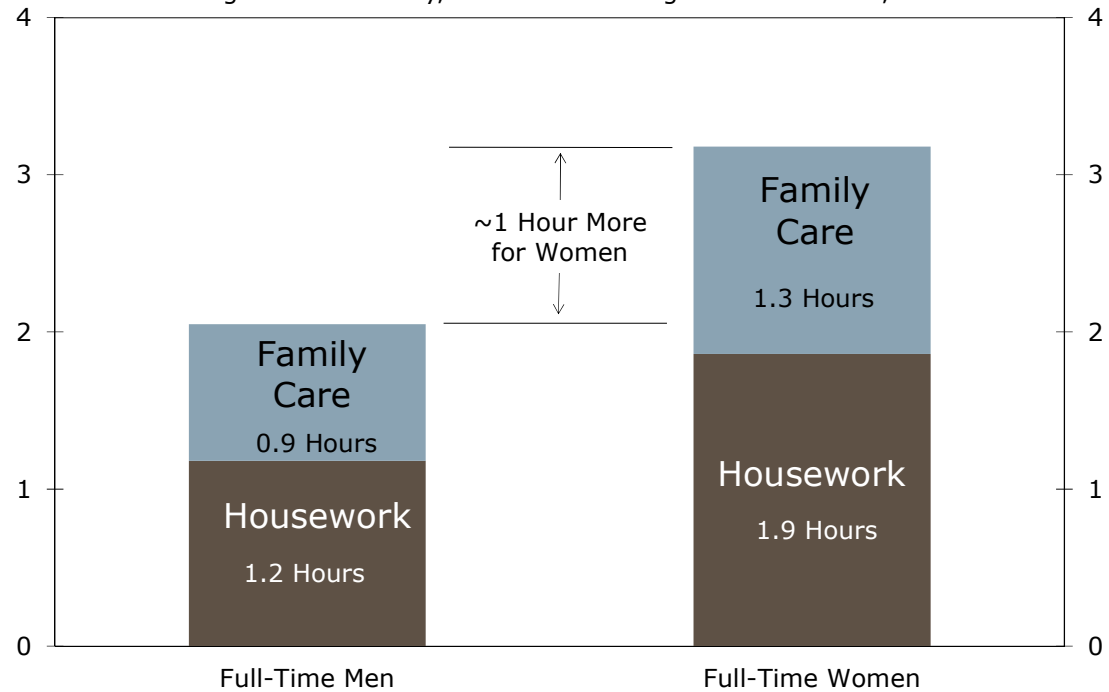 4
4
3
3
2
2
1
1
0
0
~1 Hour More
for Women
Family
Care
0.9 Hours
Housework
1.2 Hours
Family
Care
1.3 Hours
Housework
1.9 Hours
Full-Time Men
Full-Time Women